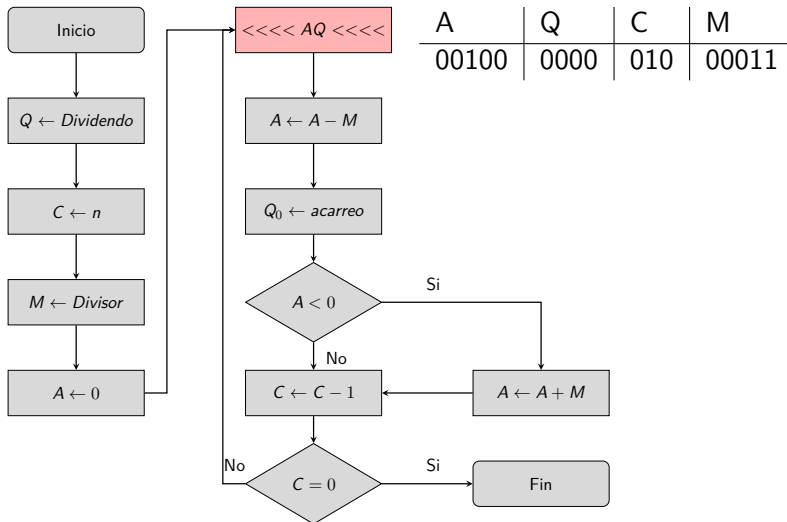 Inicio
Q ← Dividendo
C ← n
M ← Divisor
A ← 0
<<<< AQ <<<<
A ← A − M
Q₀ ← acarreo
A < 0
Si
No
C ← C − 1
A ← A + M
C = 0
No
Si
Fin
A Q C M
00100 0000 010 00011